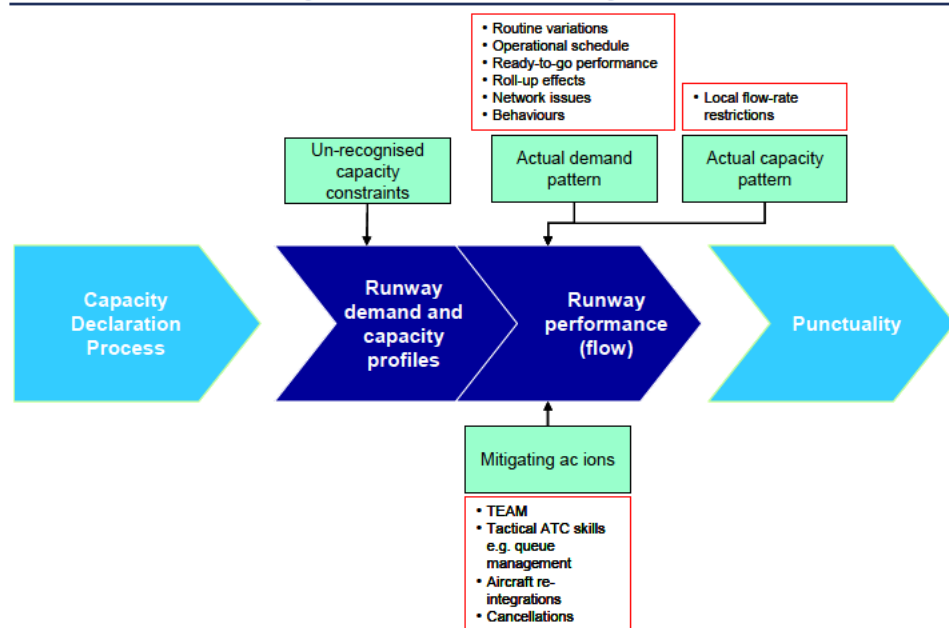 • Routine variations
• Operational schedule
• Ready-to-go performance
• Roll-up effects
• Network issues
• Behaviours
• Local flow-rate
restrictions
Un-recognised
capacity
constraints
Actual demand
pattern
Actual capacity
pattern
Capacity
Declaration
Process
Runway
demand and
capacity
profiles
Runway
performance
(flow)
Punctuality
Mitigating ac ions
• TEAM
• Tactical ATC skills
e.g. queue
management
• Aircraft re-
integrations
• Cancellations